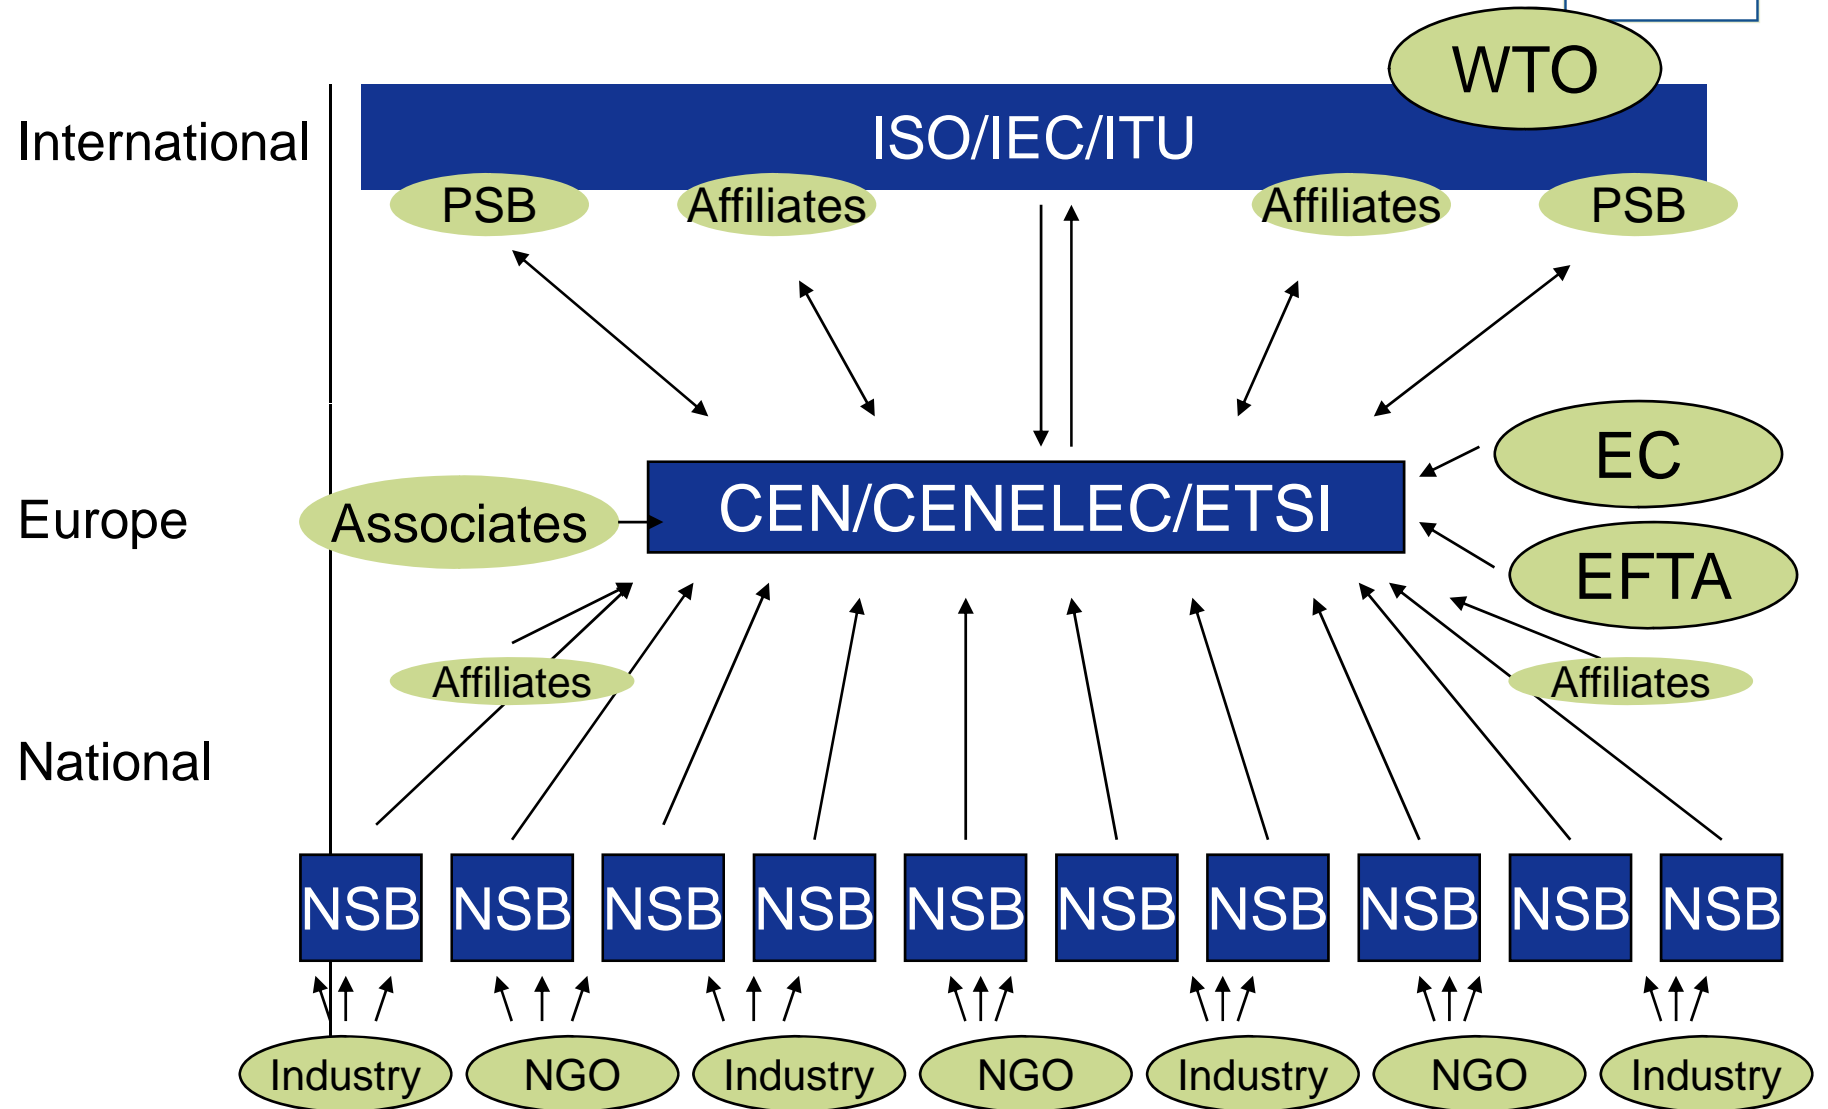 WTO
International
ISO/IEC/ITU
PSB
Affiliates
Affiliates
PSB
EC
Europe
Associates
CEN/CENELEC/ETSI
EFTA
Affiliates
Affiliates
National
NSB
NSB
NSB
NSB
NSB
NSB
NSB
NSB
NSB
NSB
Industry
NGO
Industry
NGO
Industry
NGO
Industry